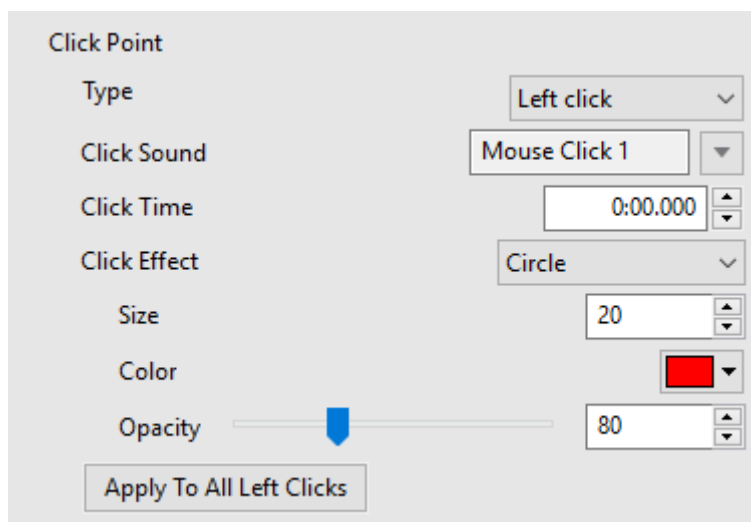 Click Point
Type Left click
Click Sound Mouse Click 1
Click Time 0:00.000
Click Effect Circle
Size 20
Color
Opacity 80
Apply To All Left Clicks